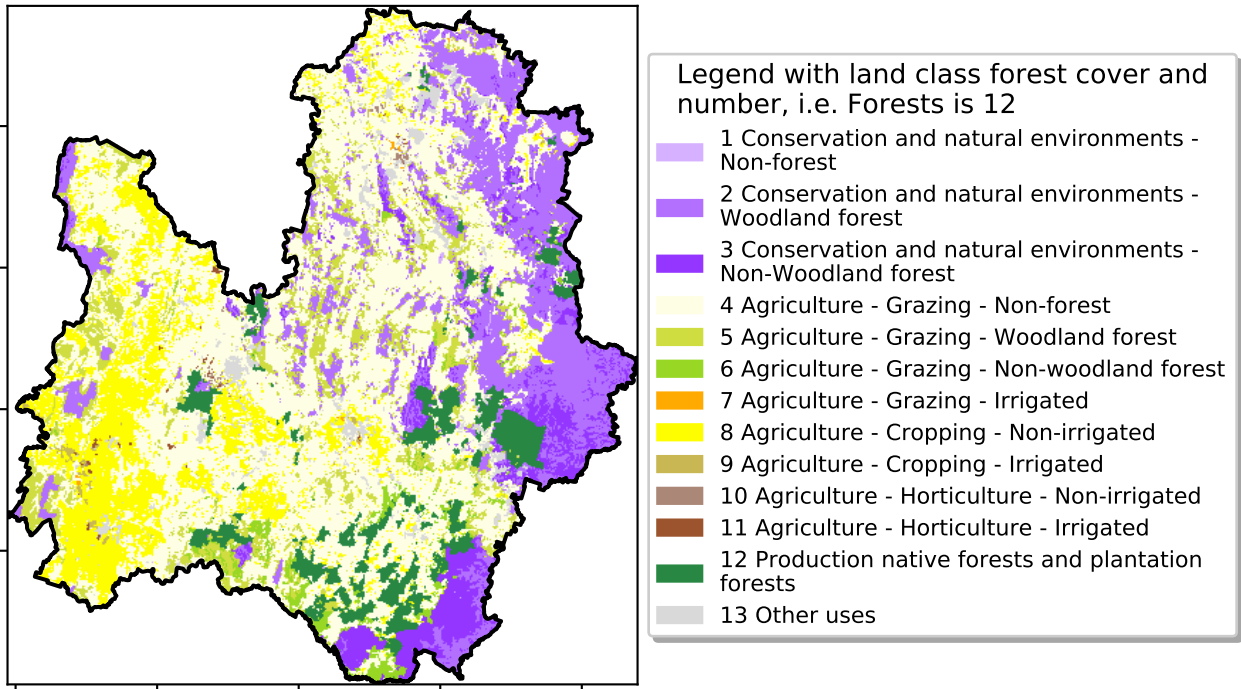 Legend with land class forest cover and
number, i.e. Forests is 12
1 Conservation and natural environments -
Non-forest
2 Conservation and natural environments -
Woodland forest
3 Conservation and natural environments -
Non-Woodland forest
4 Agriculture - Grazing - Non-forest
5 Agriculture - Grazing - Woodland forest
6 Agriculture - Grazing - Non-woodland forest
7 Agriculture - Grazing - Irrigated
8 Agriculture - Cropping - Non-irrigated
9 Agriculture - Cropping - Irrigated
10 Agriculture - Horticulture - Non-irrigated
11 Agriculture - Horticulture - Irrigated
12 Production native forests and plantation
forests
13 Other uses